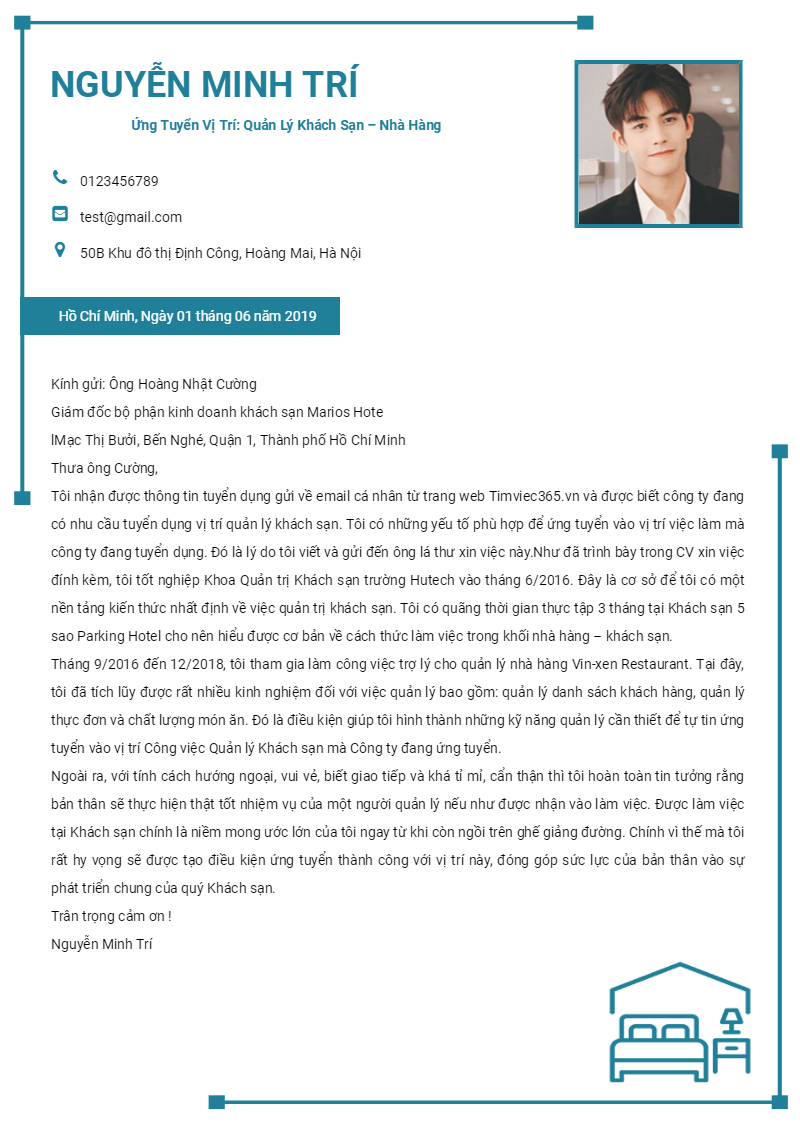 NGUYỄN MINH TRÍ
Ứng Tuyển Vị Trí: Quản Lý Khách Sạn – Nhà Hàng
0123456789
test@gmail.com
50B Khu đô thị Định Công, Hoàng Mai, Hà Nội
Hồ Chí Minh, Ngày 01 tháng 06 năm 2019
Kính gửi: Ông Hoàng Nhật Cường
Giám đốc bộ phận kinh doanh khách sạn Marios Hote
lMạc Thị Bưởi, Bến Nghé, Quận 1, Thành phố Hồ Chí Minh
Thưa ông Cường,
Tôi nhận được thông tin tuyển dụng gửi về email cá nhân từ trang web Timviec365.vn và được biết công ty đang
có nhu cầu tuyển dụng vị trí quản lý khách sạn. Tôi có những yếu tố phù hợp để ứng tuyển vào vị trí việc làm mà
công ty đang tuyển dụng. Đó là lý do tôi viết và gửi đến ông lá thư xin việc này.Như đã trình bày trong CV xin việc
đính kèm, tôi tốt nghiệp Khoa Quản trị Khách sạn trường Hutech vào tháng 6/2016. Đây là cơ sở để tôi có một
nền tảng kiến thức nhất định về việc quản trị khách sạn. Tôi có quãng thời gian thực tập 3 tháng tại Khách sạn 5
sao Parking Hotel cho nên hiểu được cơ bản về cách thức làm việc trong khối nhà hàng – khách sạn.
Tháng 9/2016 đến 12/2018, tôi tham gia làm công việc trợ lý cho quản lý nhà hàng Vin-xen Restaurant. Tại đây,
tôi đã tích lũy được rất nhiều kinh nghiệm đối với việc quản lý bao gồm: quản lý danh sách khách hàng, quản lý
thực đơn và chất lượng món ăn. Đó là điều kiện giúp tôi hình thành những kỹ năng quản lý cần thiết để tự tin ứng
tuyển vào vị trí Công việc Quản lý Khách sạn mà Công ty đang ứng tuyển.
Ngoài ra, với tính cách hướng ngoại, vui vẻ, biết giao tiếp và khá tỉ mỉ, cẩn thận thì tôi hoàn toàn tin tưởng rằng
bản thân sẽ thực hiện thật tốt nhiệm vụ của một người quản lý nếu như được nhận vào làm việc. Được làm việc
tại Khách sạn chính là niềm mong ước lớn của tôi ngay từ khi còn ngồi trên ghế giảng đường. Chính vì thế mà tôi
rất hy vọng sẽ được tạo điều kiện ứng tuyển thành công với vị trí này, đóng góp sức lực của bản thân vào sự
phát triển chung của quý Khách sạn.
Trân trọng cảm ơn !
Nguyễn Minh Trí